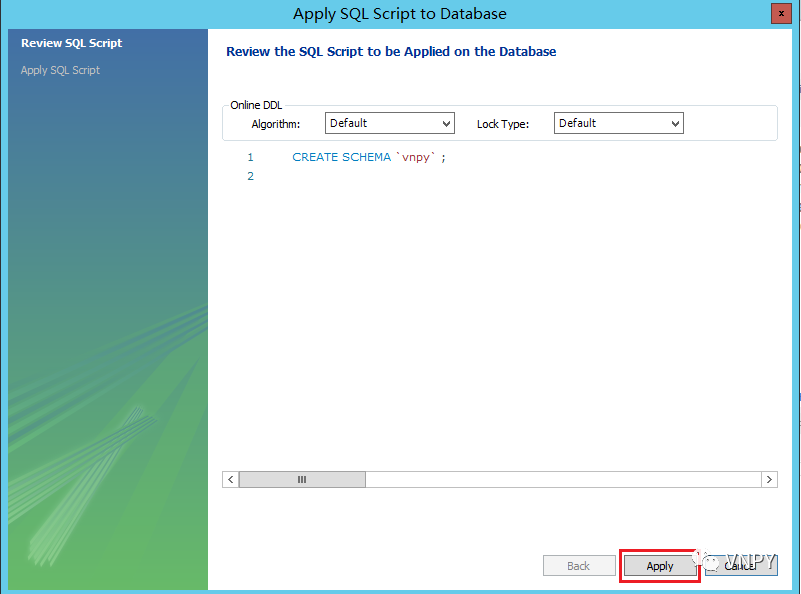 Apply SQL Script to Database
x
Review SQL Script
Apply SQL Script
Review the SQL Script to be Applied on the Database
Online DDL
Algorithm: Default Lock Type: Default
1 CREATE SCHEMA `vnpy` ;
2
Back Apply Cancel
VNPY